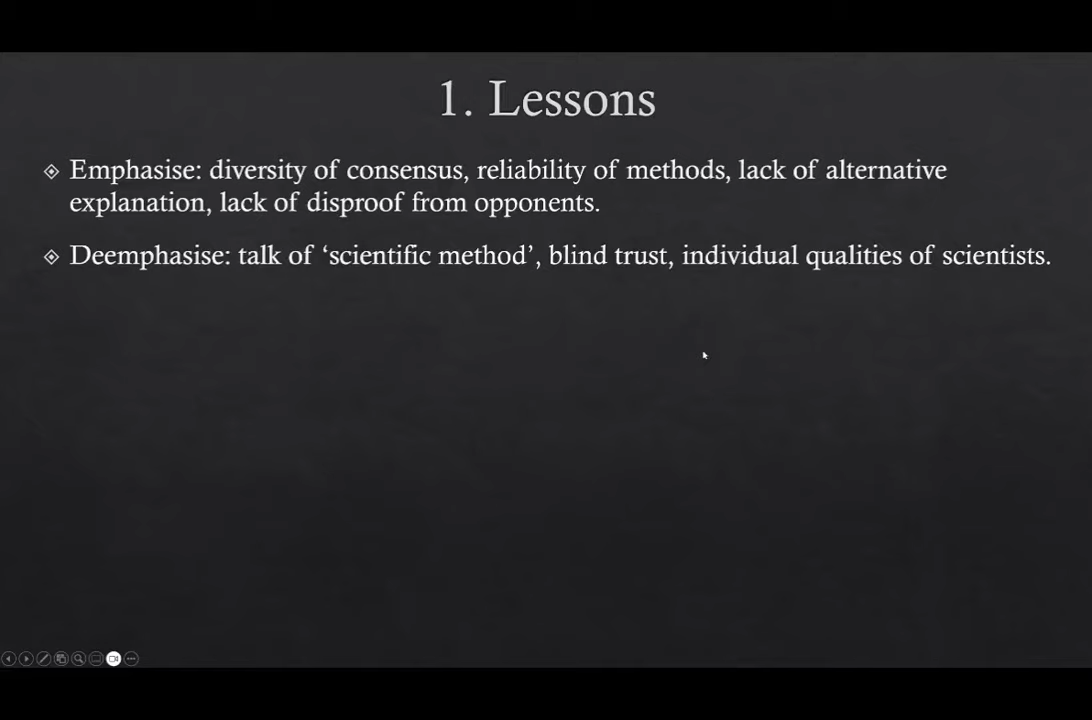 1. Lessons
Emphasise: diversity of consensus, reliability of methods, lack of alternative
explanation, lack of disproof from opponents.
Deemphasise: talk of ‘scientific method’, blind trust, individual qualities of scientists.